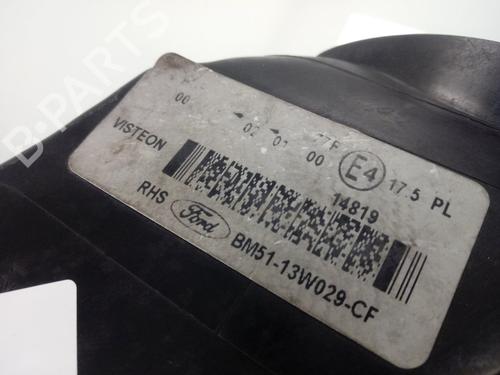 B-PARTS
00
02 01 00
E4 17.5 PL
VISTEON
14819
RHS Ford BM51-13W029-CF